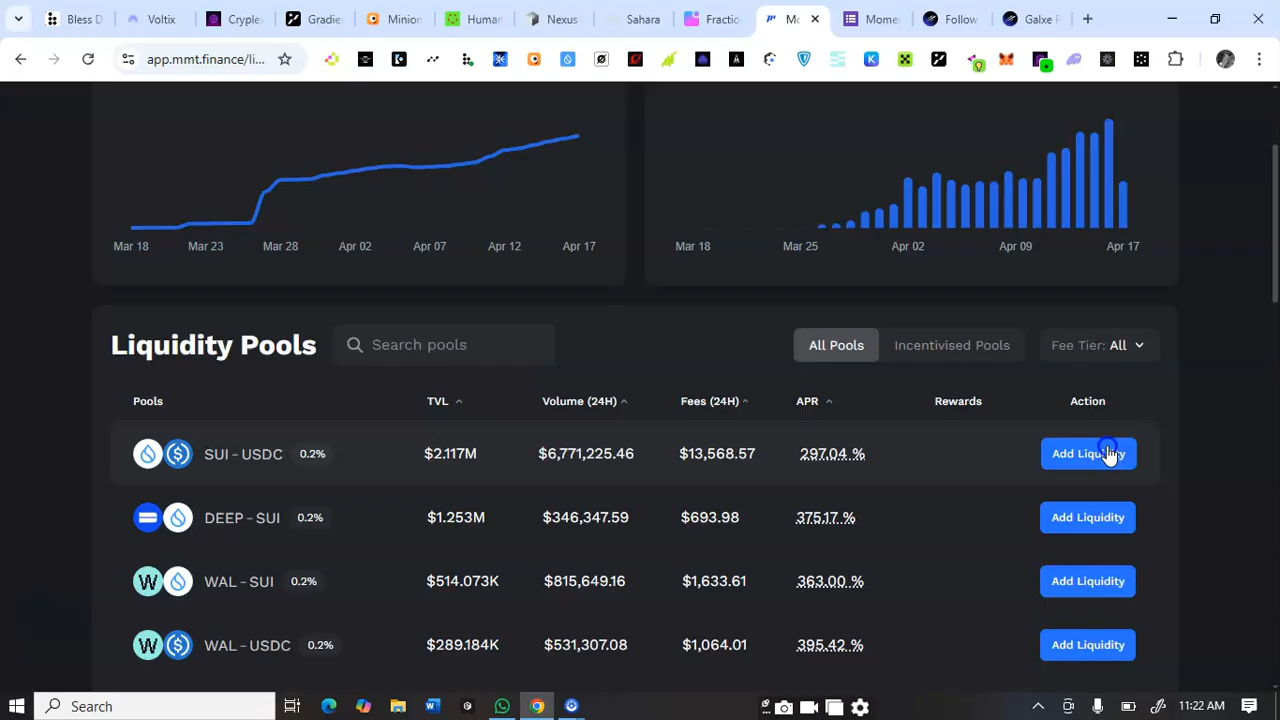 Bless D
Voltix
Cryple
Gradie
Minion
Human
Nexus
Sahara
Fractio
Mo
Mome
Follow
Galxe
app.mmt.finance/li...
Mar 18
Mar 23
Mar 28
Apr 02
Apr 07
Apr 12
Apr 17
Mar 18
Mar 25
Apr 02
Apr 09
Apr 17
Liquidity Pools
Search pools
All Pools
Incentivised Pools
Fee Tier: All
Pools TVL Volume (24H) Fees (24H) APR Rewards Action
SUI - USDC 0.2% $2.117M $6,771,225.46 $13,568.57 297.04 % Add Liquidity
DEEP - SUI 0.2% $1.253M $346,347.59 $693.98 375.17 % Add Liquidity
WAL - SUI 0.2% $514.073K $815,649.16 $1,633.61 363.00 % Add Liquidity
WAL - USDC 0.2% $289.184K $531,307.08 $1,064.01 395.42 % Add Liquidity
Search
11:22 AM